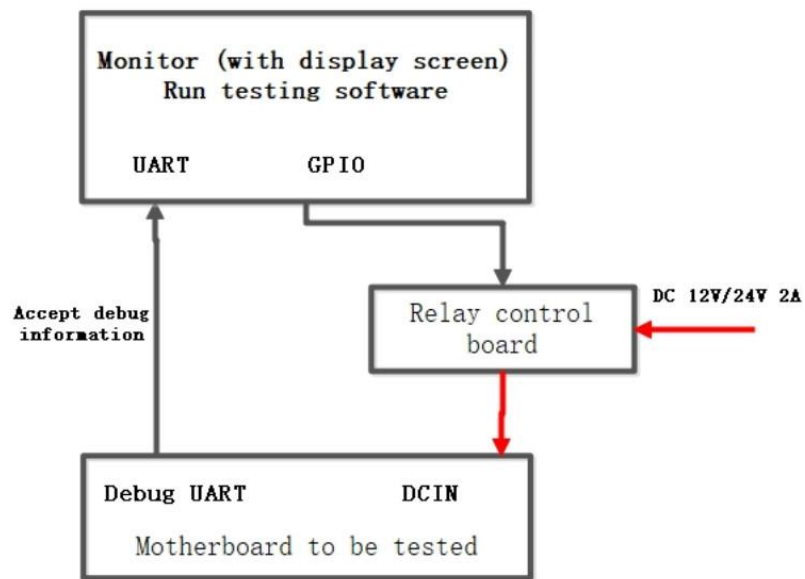 Monitor (with display screen)
Run testing software
UART GPIO
Accept debug
information
Relay control
board
DC 12V/24V 2A
Debug UART DCIN
Motherboard to be tested